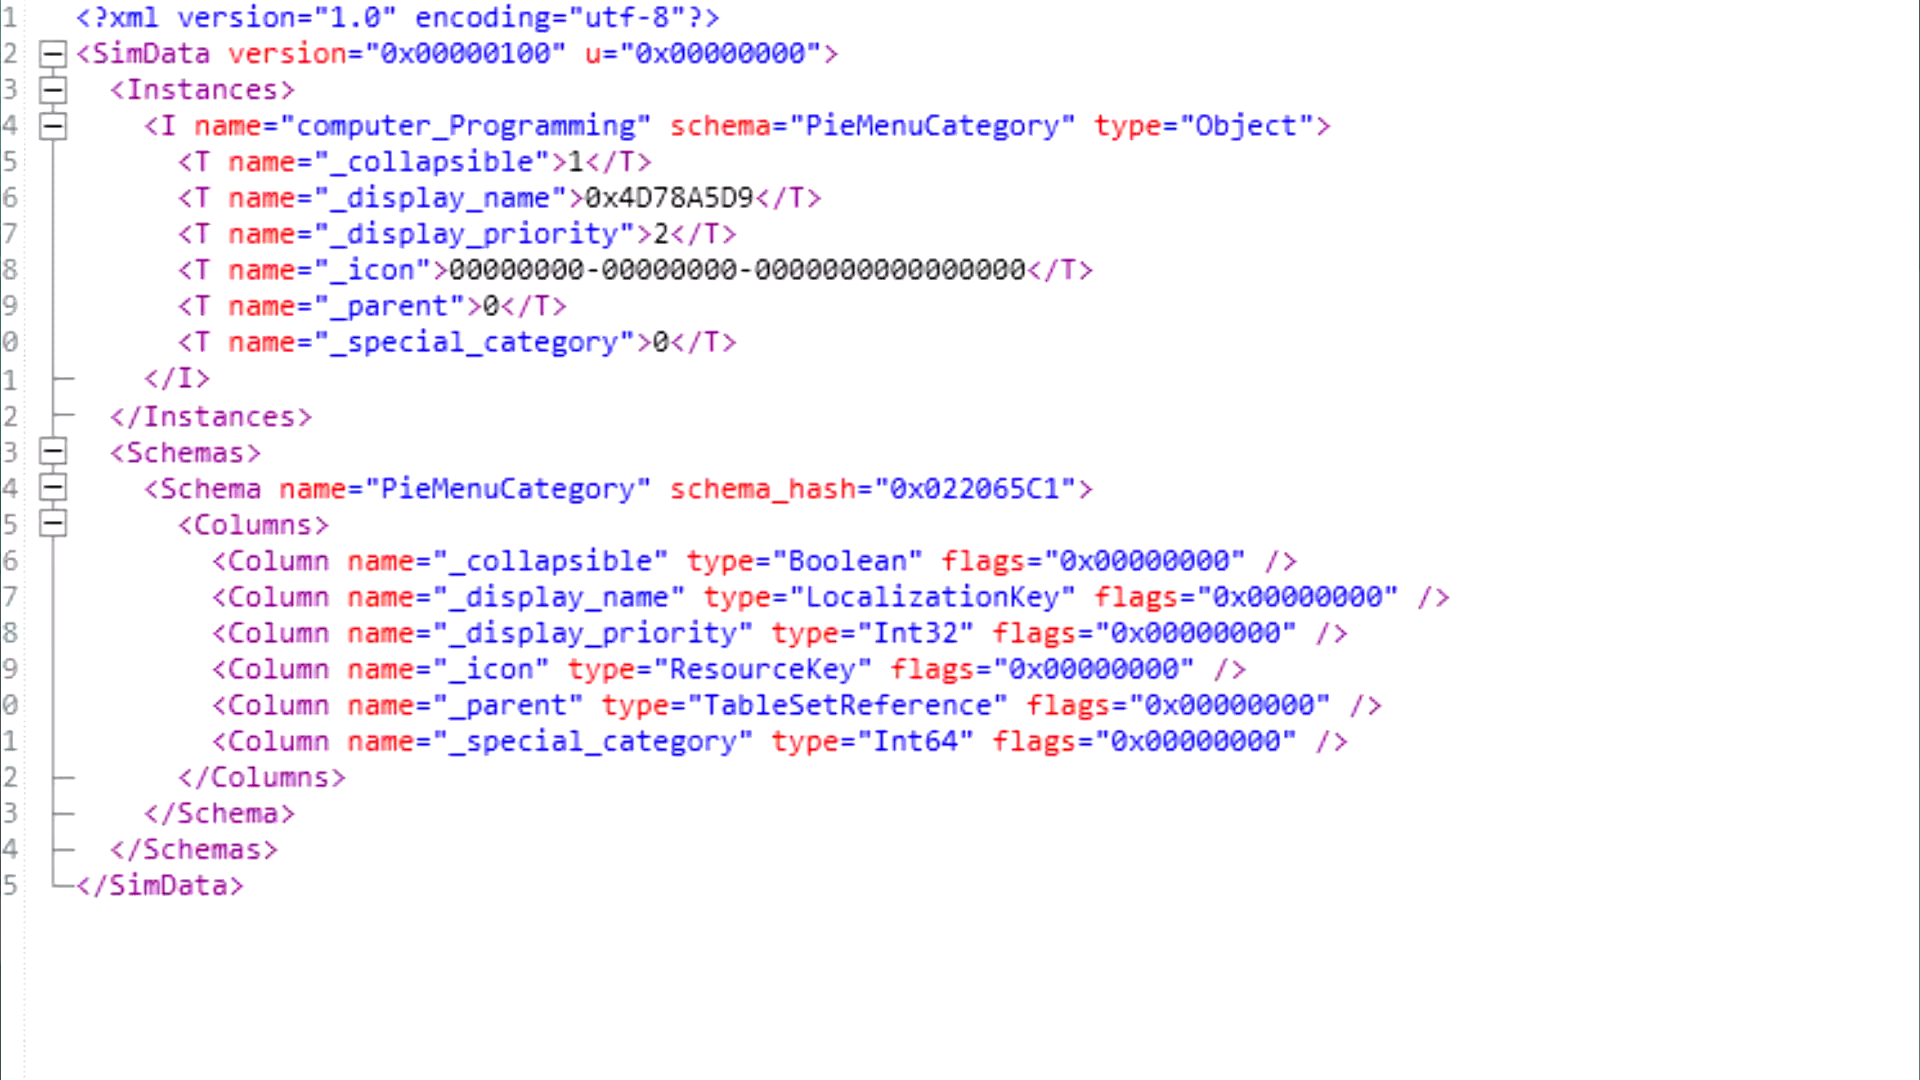 1 <?xml version="1.0" encoding="utf-8"?>
2 <SimData version="0x00000100" u="0x00000000">
3 <Instances>
4 <I name="computer_Programming" schema="PieMenuCategory" type="Object">
5 <T name="_collapsible">1</T>
6 <T name="_display_name">0x4D78A5D9</T>
7 <T name="_display_priority">2</T>
8 <T name="_icon">00000000-00000000-0000000000000000</T>
9 <T name="_parent">0</T>
0 <T name="_special_category">0</T>
1 </I>
2 </Instances>
3 <Schemas>
4 <Schema name="PieMenuCategory" schema_hash="0x022065C1">
5 <Columns>
6 <Column name="_collapsible" type="Boolean" flags="0x00000000" />
7 <Column name="_display_name" type="LocalizationKey" flags="0x00000000" />
8 <Column name="_display_priority" type="Int32" flags="0x00000000" />
9 <Column name="_icon" type="ResourceKey" flags="0x00000000" />
0 <Column name="_parent" type="TableSetReference" flags="0x00000000" />
1 <Column name="_special_category" type="Int64" flags="0x00000000" />
2 </Columns>
3 </Schema>
4 </Schemas>
5 </SimData>